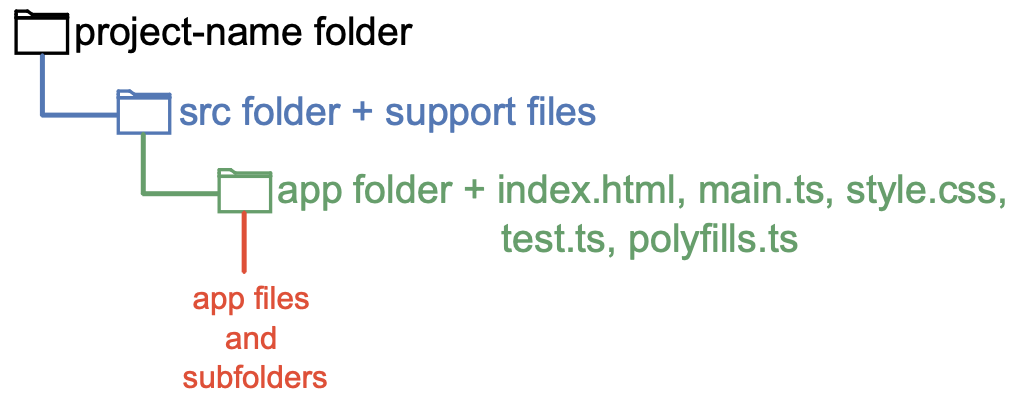 project-name folder
src folder + support files
app folder + index.html, main.ts, style.css,
test.ts, polyfills.ts
app files
and
subfolders